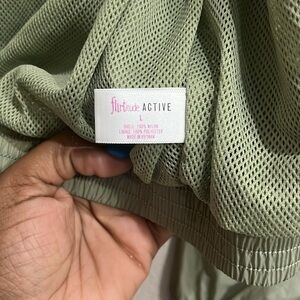 flirtitude ACTIVE
L
SHELL: 100% NYLON
LINING: 100% POLYESTER
MADE IN VIETNAM